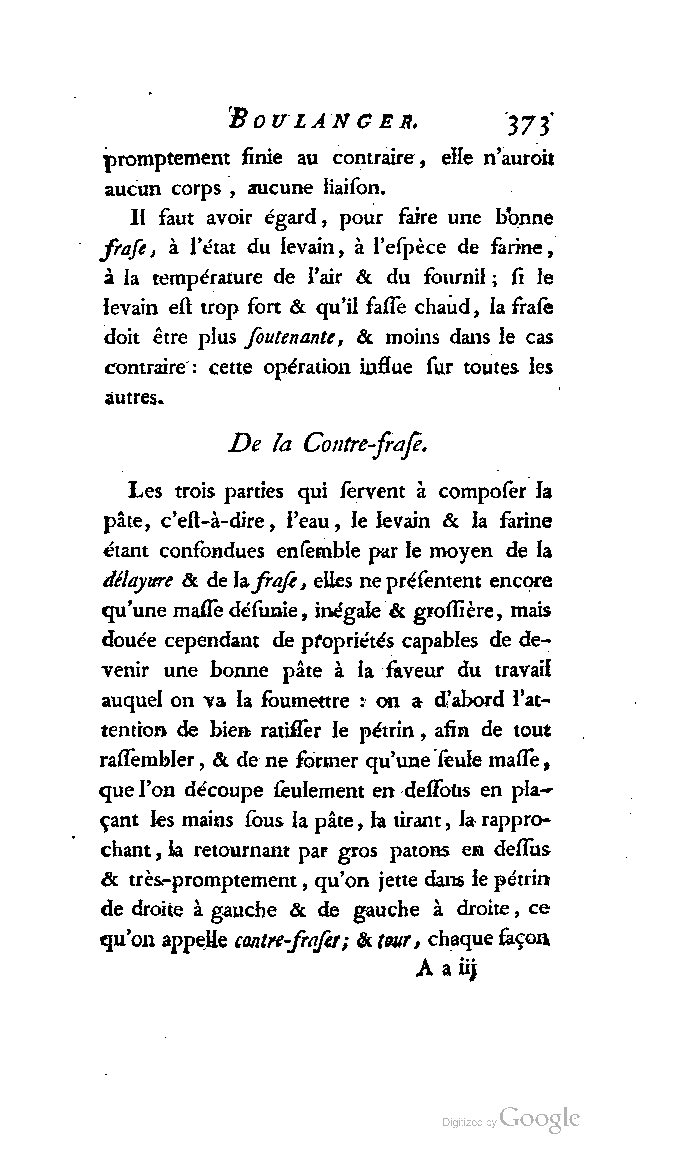 BOULANGER. 373
promptement finie au contraire, elle n'auroit
aucun corps, aucune liaiſon.
Il faut avoir égard, pour faire une bonne
fraſe, à l'état du levain, à l'eſpèce de farine,
à la température de l'air & du fournil; ſi le
levain eſt trop fort & qu'il faſſe chaud, la fraſe
doit être plus ſoutenante, & moins dans le cas
contraire : cette opération influe ſur toutes les
autres.
De la Contre-fraſe.
Les trois parties qui ſervent à compoſer la
pâte, c'eſt-à-dire, l'eau, le levain & la farine
étant confondues enſemble par le moyen de la
délayure & de la fraſe, elles ne préſentent encore
qu'une maſſe déſunie, inégale & groſſière, mais
douée cependant de propriétés capables de de-
venir une bonne pâte à la faveur du travail
auquel on va la ſoumettre : on a d'abord l'at-
tention de bien ratiſſer le pétrin, afin de tout
raſſembler, & de ne former qu'une ſeule maſſe,
que l'on découpe ſeulement en deſſous en pla-
çant les mains ſous la pâte, la tirant, la rappro-
chant, la retournant par gros patons en deſſus
& très-promptement, qu'on jette dans le pétrin
de droite à gauche & de gauche à droite, ce
qu'on appelle contre-fraſer; & tour, chaque façon
A a iij
Digitized by Google